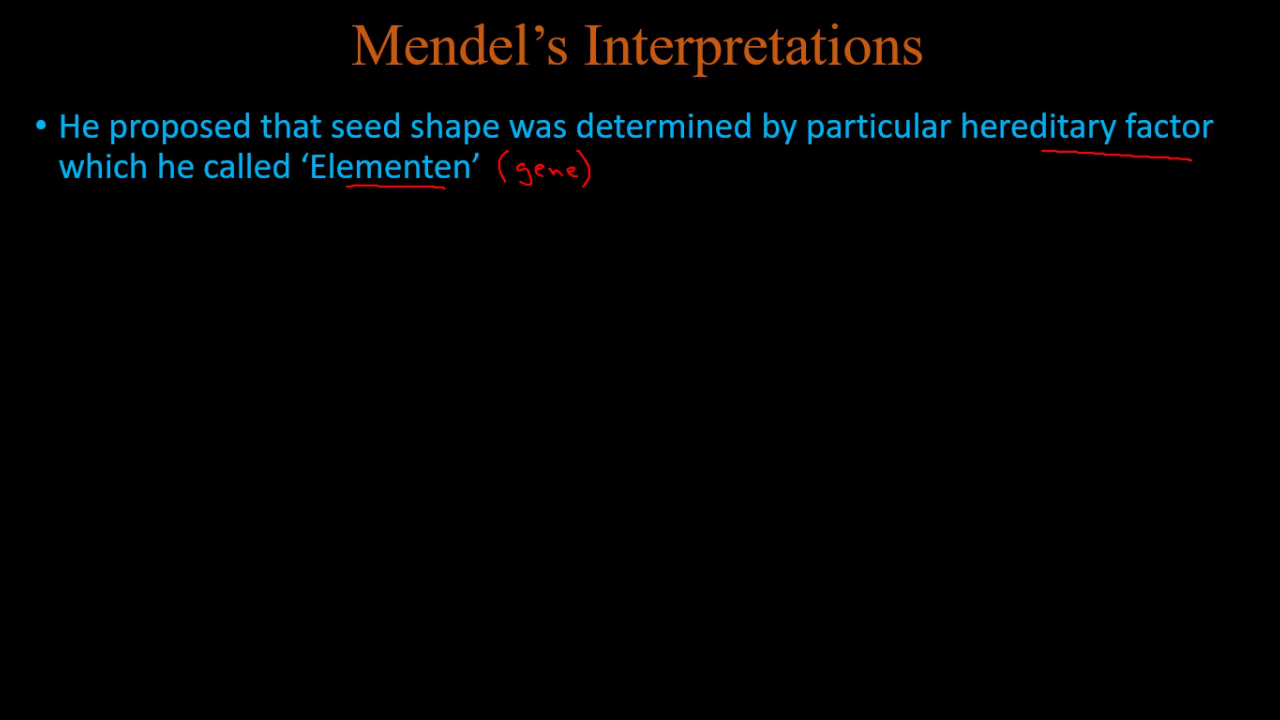 Mendel’s Interpretations
• He proposed that seed shape was determined by particular hereditary factor
which he called ‘Elementen’ (gene)